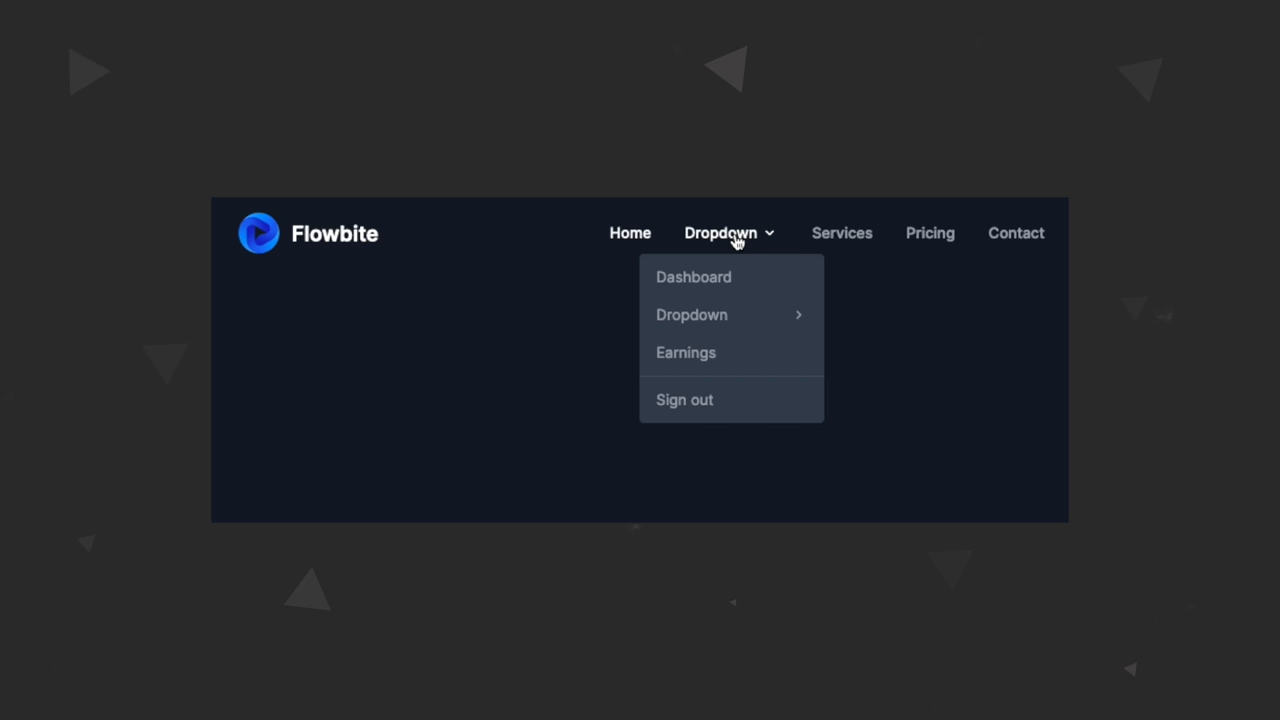 Flowbite
Home Dropdown Services Pricing Contact
Dashboard
Dropdown
Earnings
Sign out